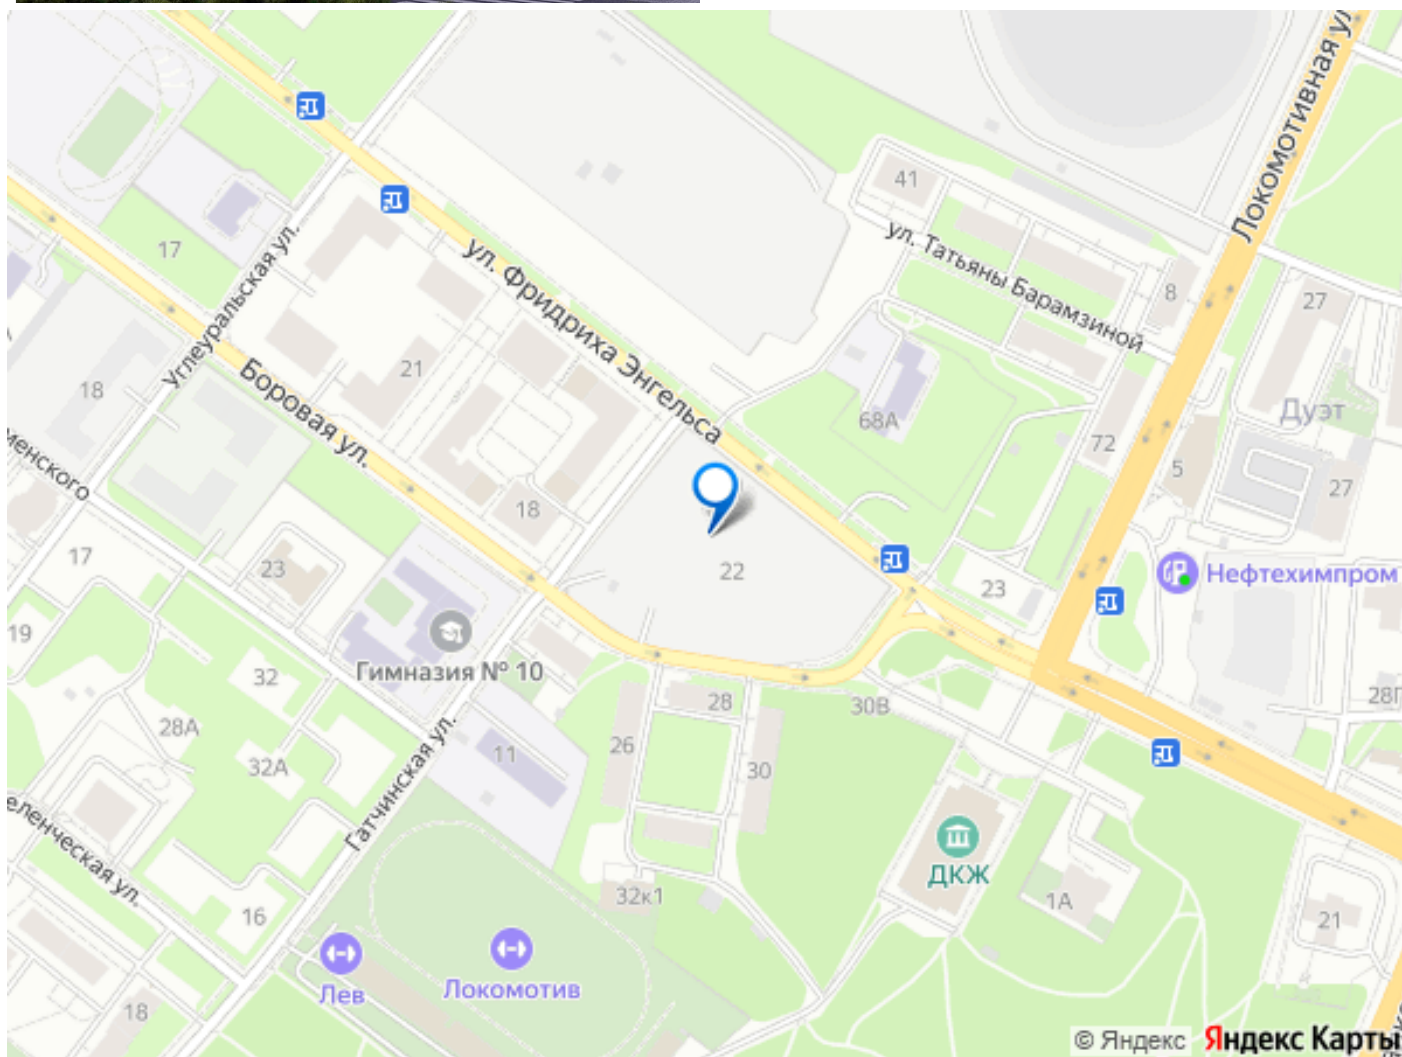 Локомотивная ул.
41
ул. Татьяны Барамзиной
17
Углеуральская ул.
ул. Фридриха Энгельса
8
27
21
18
Боровая ул.
68А
72
Дуэт
5
27
менского
18
22
17
23
23
Нефтехимпром
19
Гимназия № 10
32
28
30В
28А
26
11
32А
30
Гатчинская ул.
еленческая ул.
ДКЖ
1А
32к1
16
21
Лев
Локомотив
18
© Яндекс Яндекс Карты